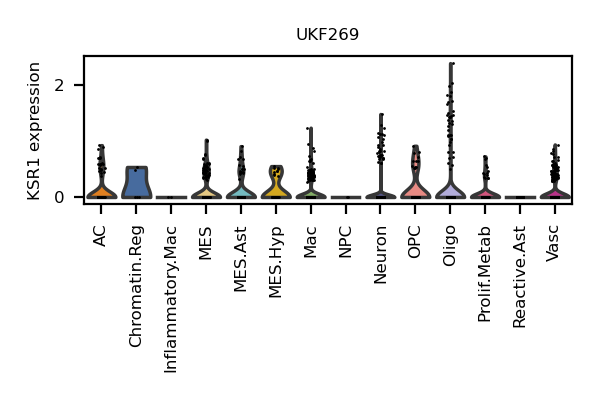 UKF269
KSR1 expression
2
0
AC
Chromatin.Reg
Inflammatory.Mac
MES
MES.Ast
MES.Hyp
Mac
NPC
Neuron
OPC
Oligo
Prolif.Metab
Reactive.Ast
Vasc